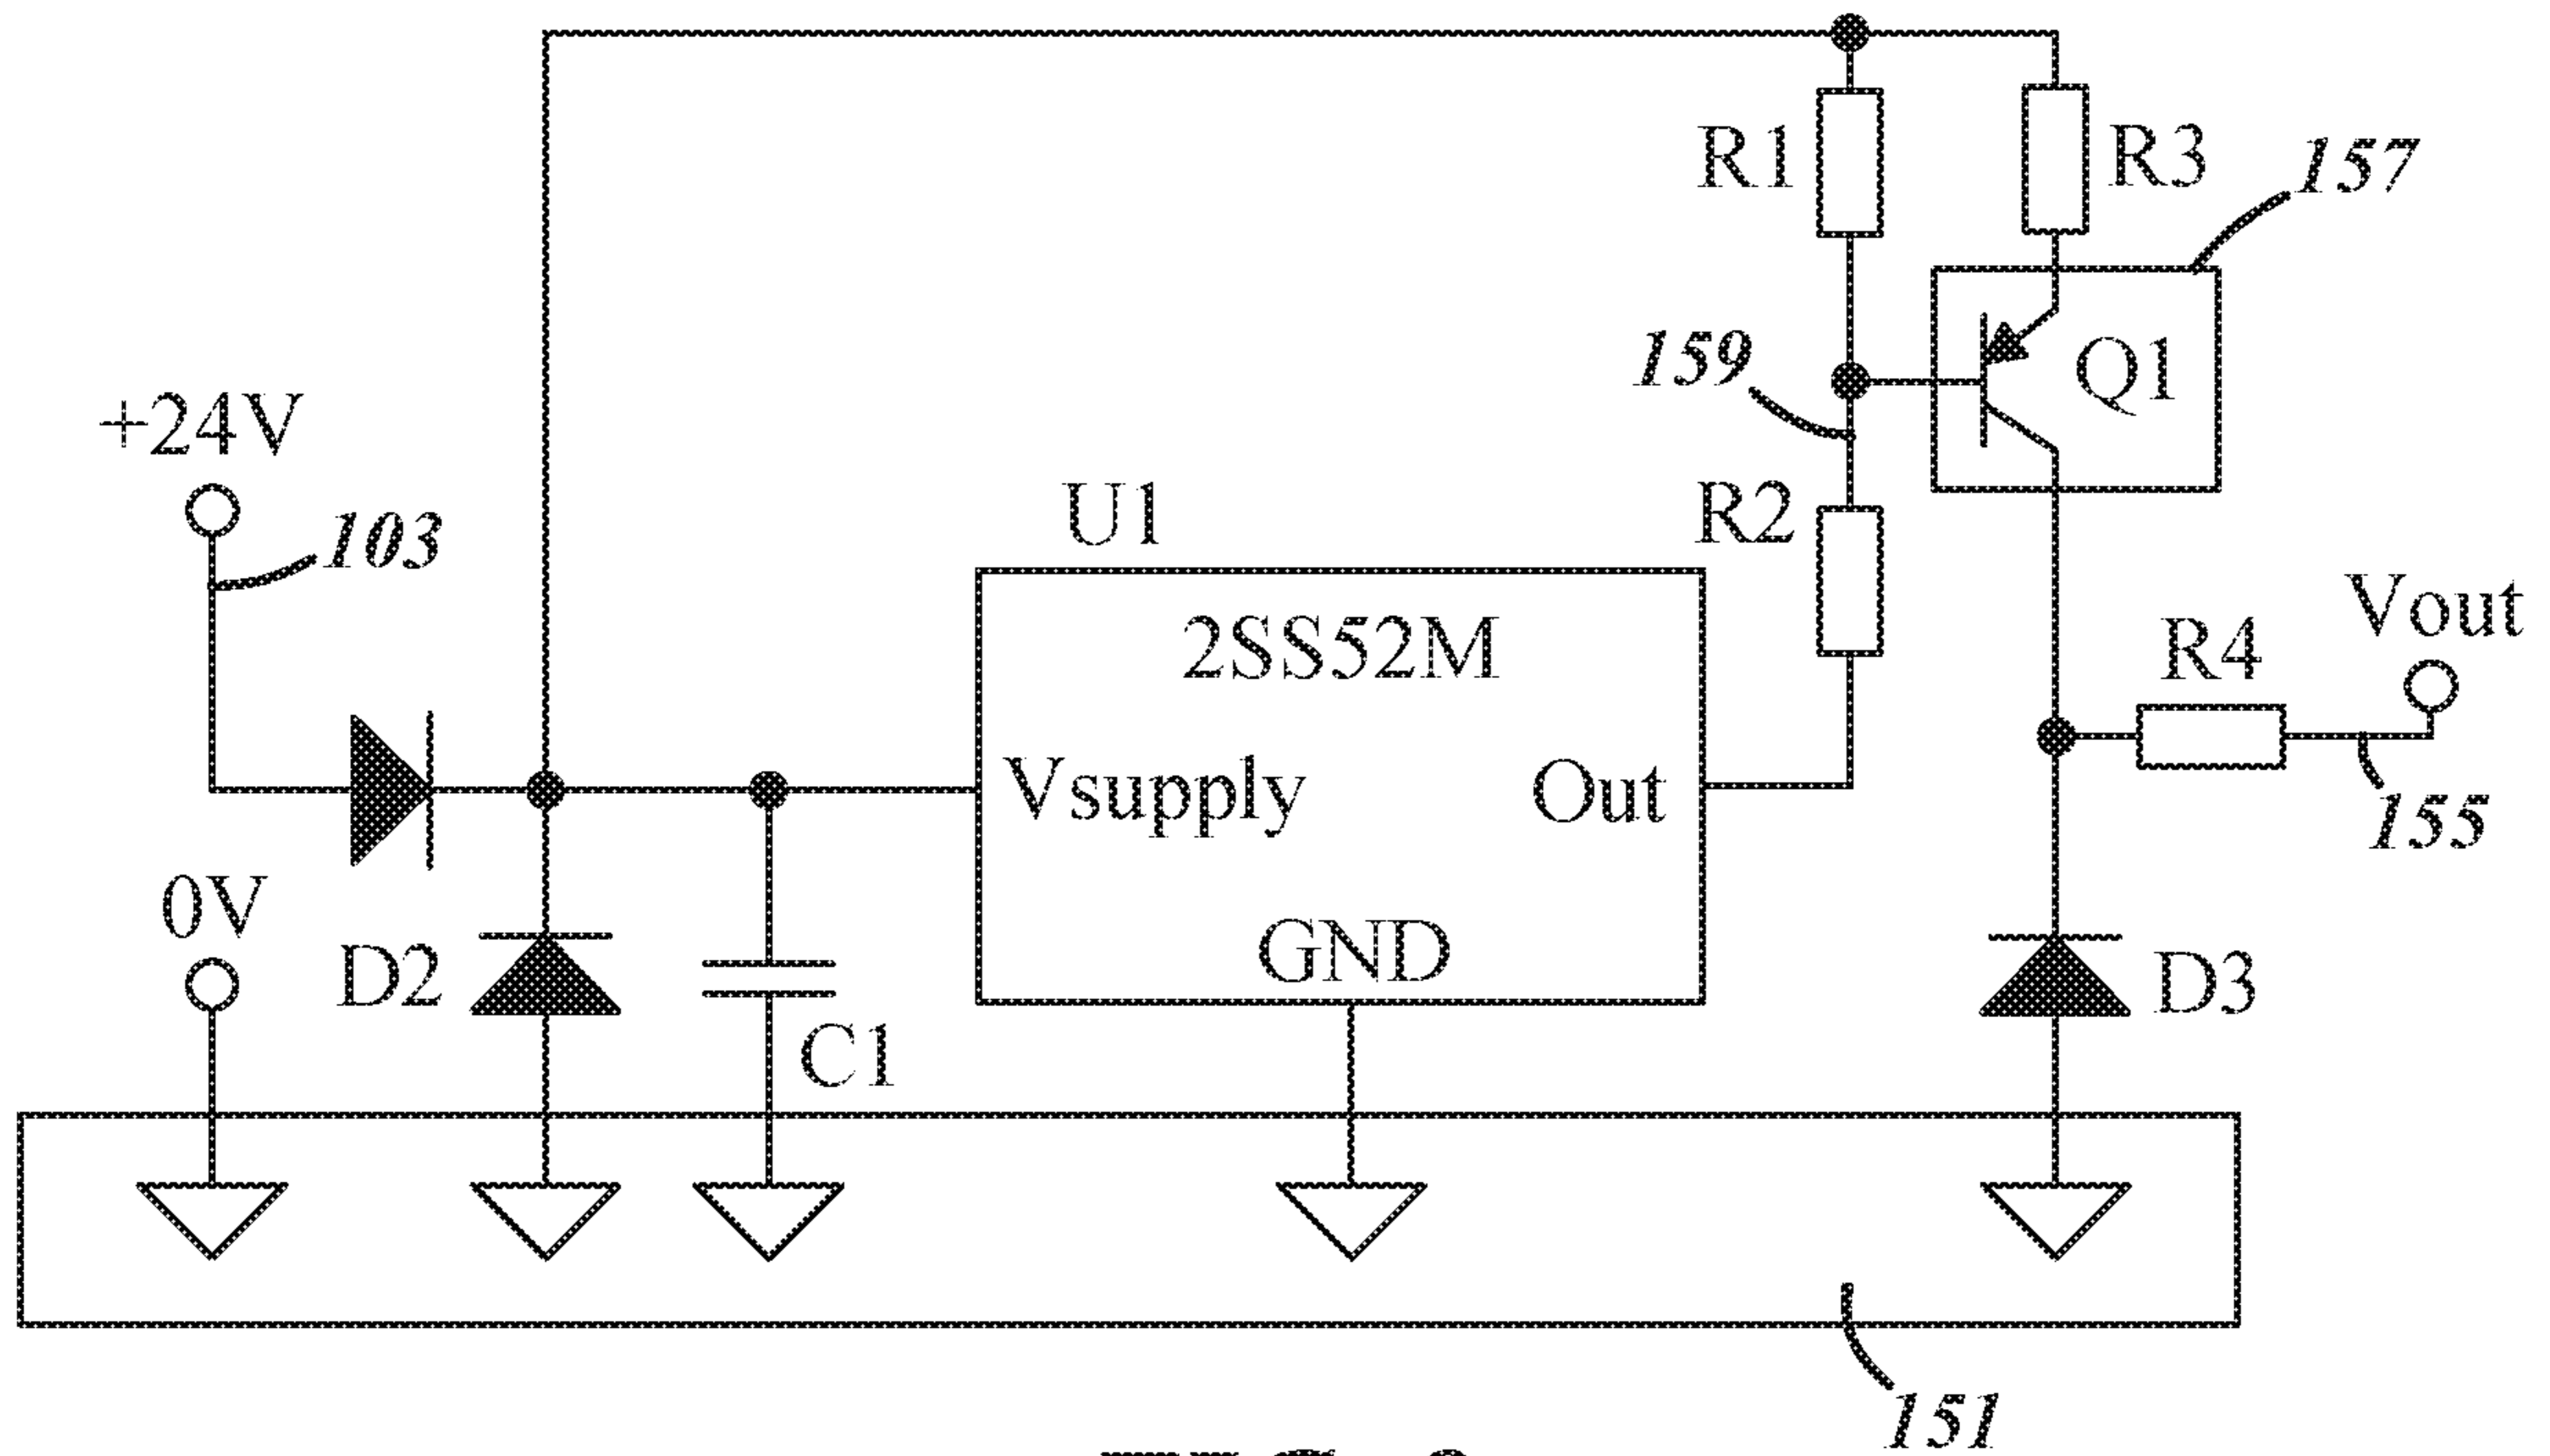 R1
R3
157
159
Q1
+24V
103
U1
R2
2SS52M
Vout
R4
Vsupply
Out
155
0V
D2
GND
D3
C1
151